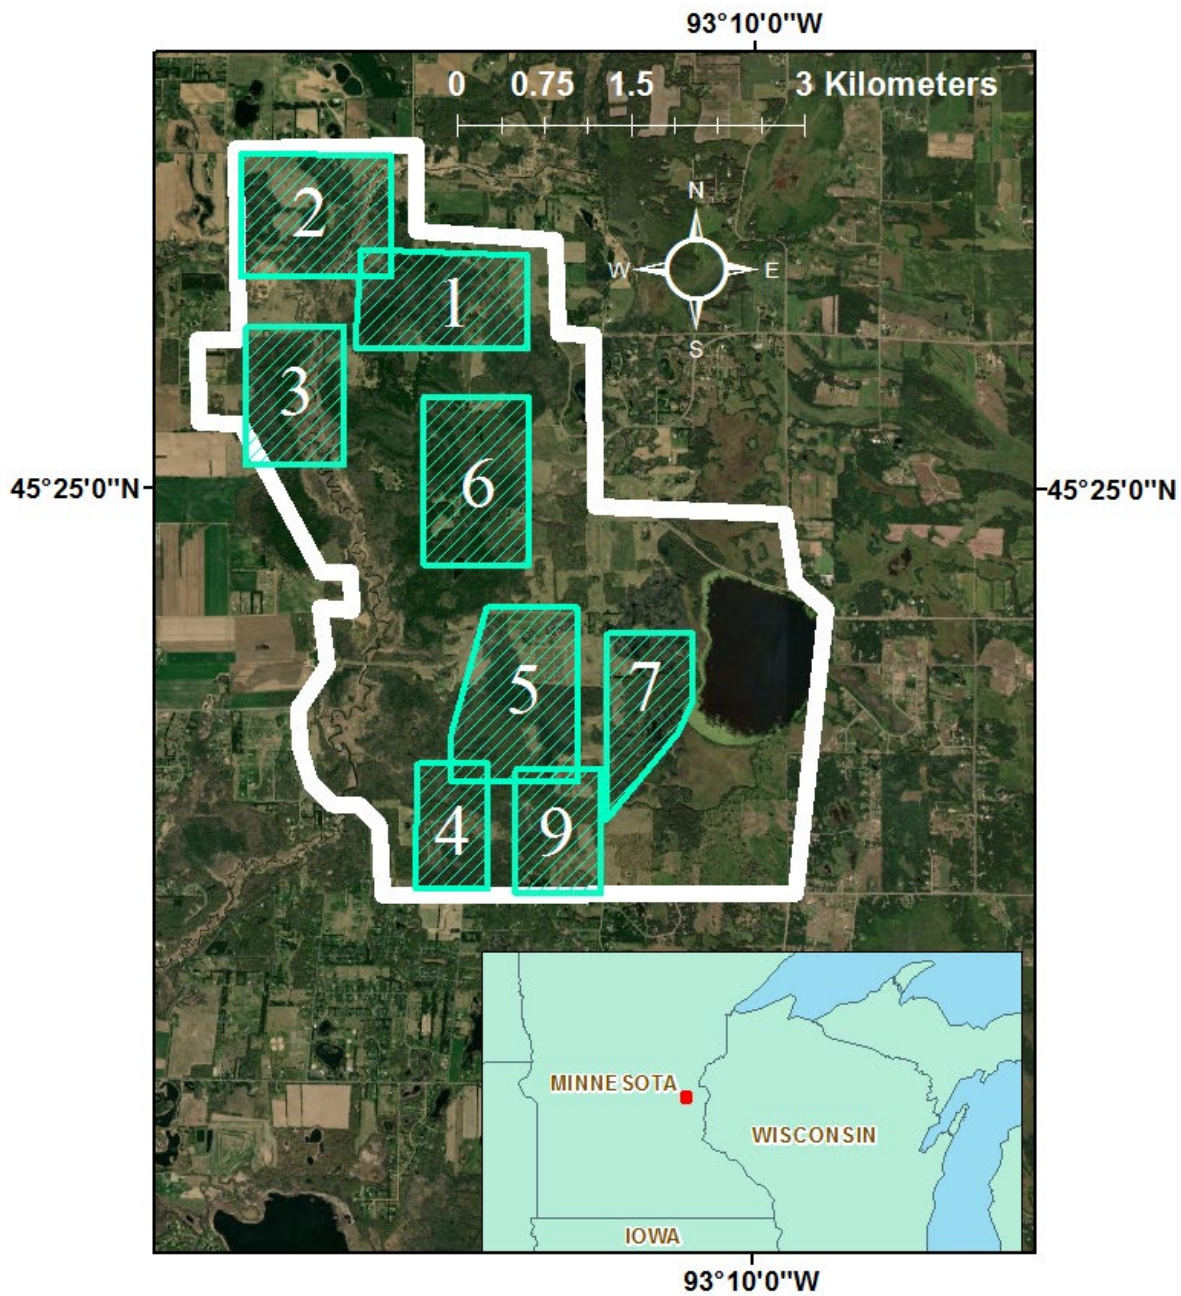 93°10'0"W
0 0.75 1.5 3 Kilometers
N
2
W E
1
S
3
45°25'0"N 45°25'0"N
6
5 7
4 9
MINNESOTA
WISCONSIN
IOWA
93°10'0"W